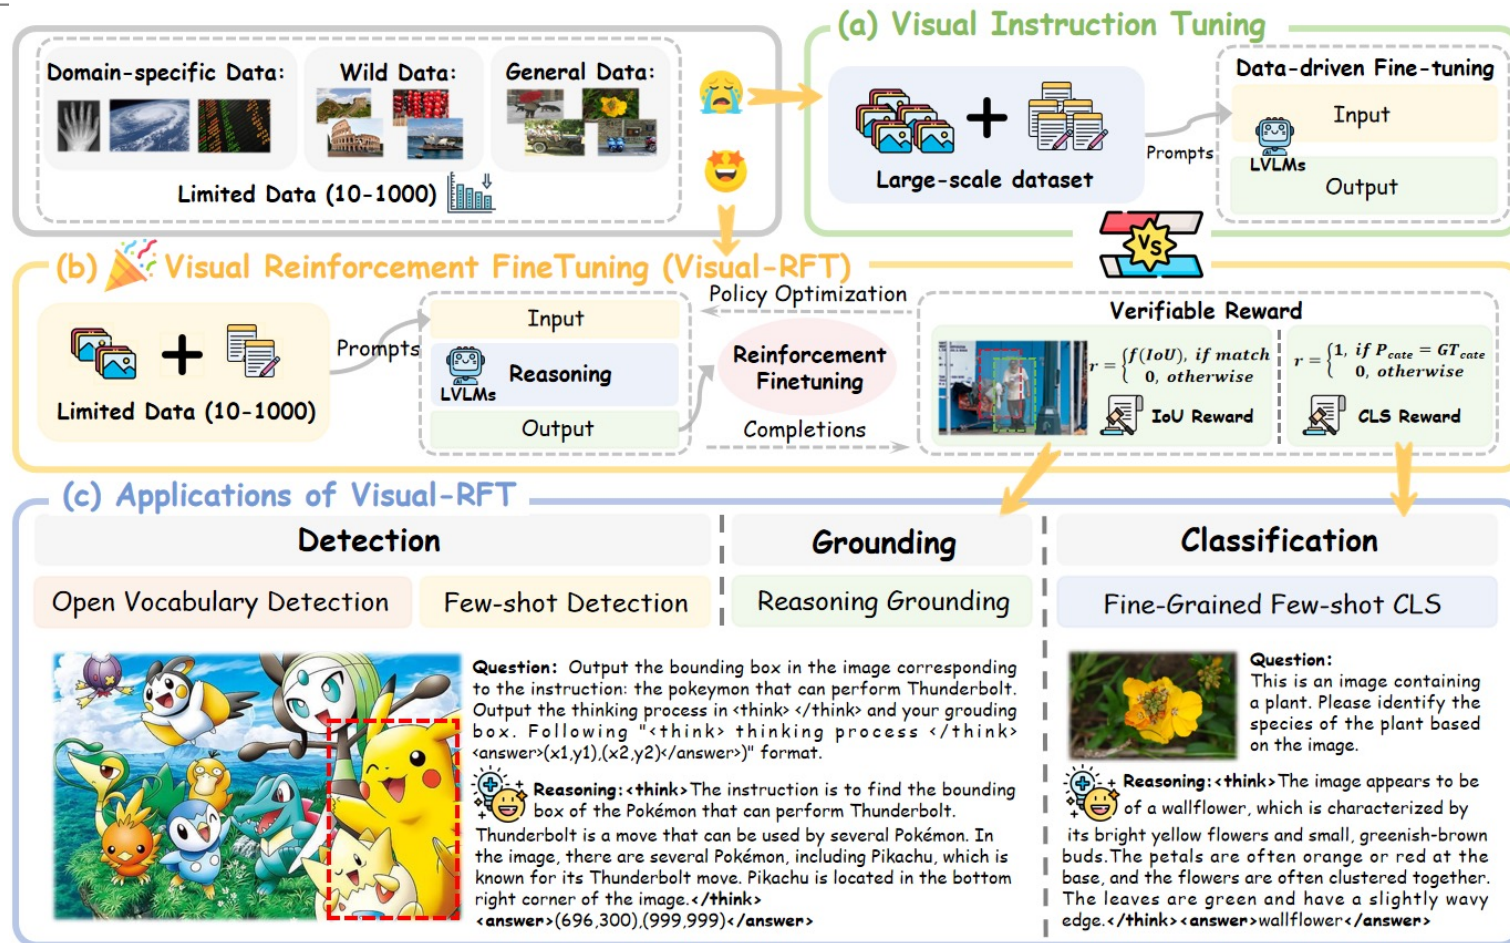 (a) Visual Instruction Tuning
Domain-specific Data:
Wild Data:
General Data:
Limited Data (10-1000)
Large-scale dataset
Prompts
Data-driven Fine-tuning
Input
LVLMs
Output
VS
(b) Visual Reinforcement FineTuning (Visual-RFT)
Limited Data (10-1000)
Prompts
Input
Reasoning
LVLMs
Output
Policy Optimization
Reinforcement
Finetuning
Completions
Verifiable Reward
r = { f(IoU), if match
0, otherwise
IoU Reward
r = { 1, if P_cate = GT_cate
0, otherwise
CLS Reward
(c) Applications of Visual-RFT
Detection
Grounding
Classification
Open Vocabulary Detection
Few-shot Detection
Reasoning Grounding
Fine-Grained Few-shot CLS
Question: Output the bounding box in the image corresponding
to the instruction: the pokeymon that can perform Thunderbolt.
Output the thinking process in <think> </think> and your grouding
box. Following "<think> thinking process </think>
<answer>(x1,y1),(x2,y2)</answer>)" format.
Reasoning:<think>The instruction is to find the bounding
box of the Pokémon that can perform Thunderbolt.
Thunderbolt is a move that can be used by several Pokémon. In
the image, there are several Pokémon, including Pikachu, which is
known for its Thunderbolt move. Pikachu is located in the bottom
right corner of the image.</think>
<answer>(696,300),(999,999)</answer>
Question:
This is an image containing
a plant. Please identify the
species of the plant based
on the image.
Reasoning:<think>The image appears to be
of a wallflower, which is characterized by
its bright yellow flowers and small, greenish-brown
buds.The petals are often orange or red at the
base, and the flowers are often clustered together.
The leaves are green and have a slightly wavy
edge.</think><answer>wallflower</answer>